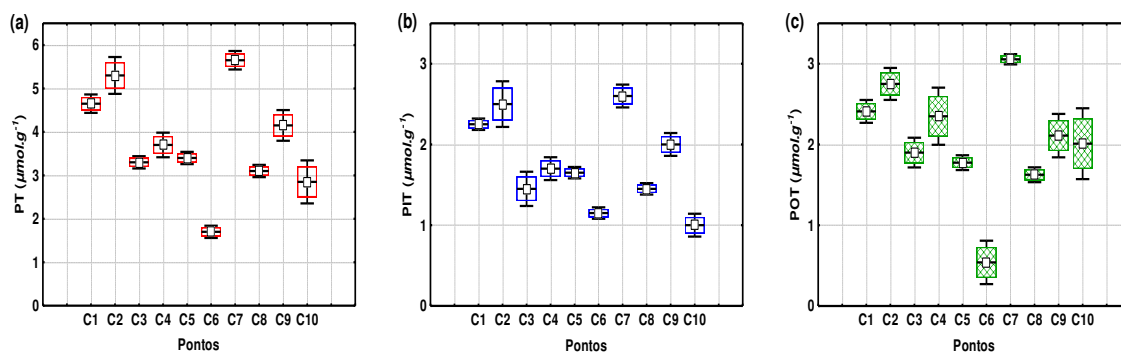 (a)
PT (µmol.g⁻¹)
6
5
4
3
2
1
0
C1 C2 C3 C4 C5 C6 C7 C8 C9 C10
Pontos
(b)
PIT (µmol.g⁻¹)
3
2
1
0
C1 C2 C3 C4 C5 C6 C7 C8 C9 C10
Pontos
(c)
POT (µmol.g⁻¹)
3
2
1
0
C1 C2 C3 C4 C5 C6 C7 C8 C9 C10
Pontos